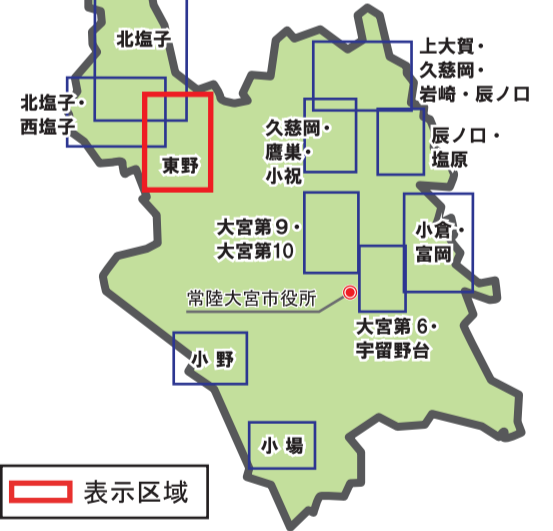 北塩子
北塩子・
西塩子
東野
上大賀・
久慈岡・
岩崎・辰ノ口
久慈岡・
鷹巣・
小祝
辰ノ口・
塩原
大宮第９・
大宮第10
小倉・
富岡
常陸大宮市役所
大宮第６・
宇留野台
小 野
小 場
表示区域